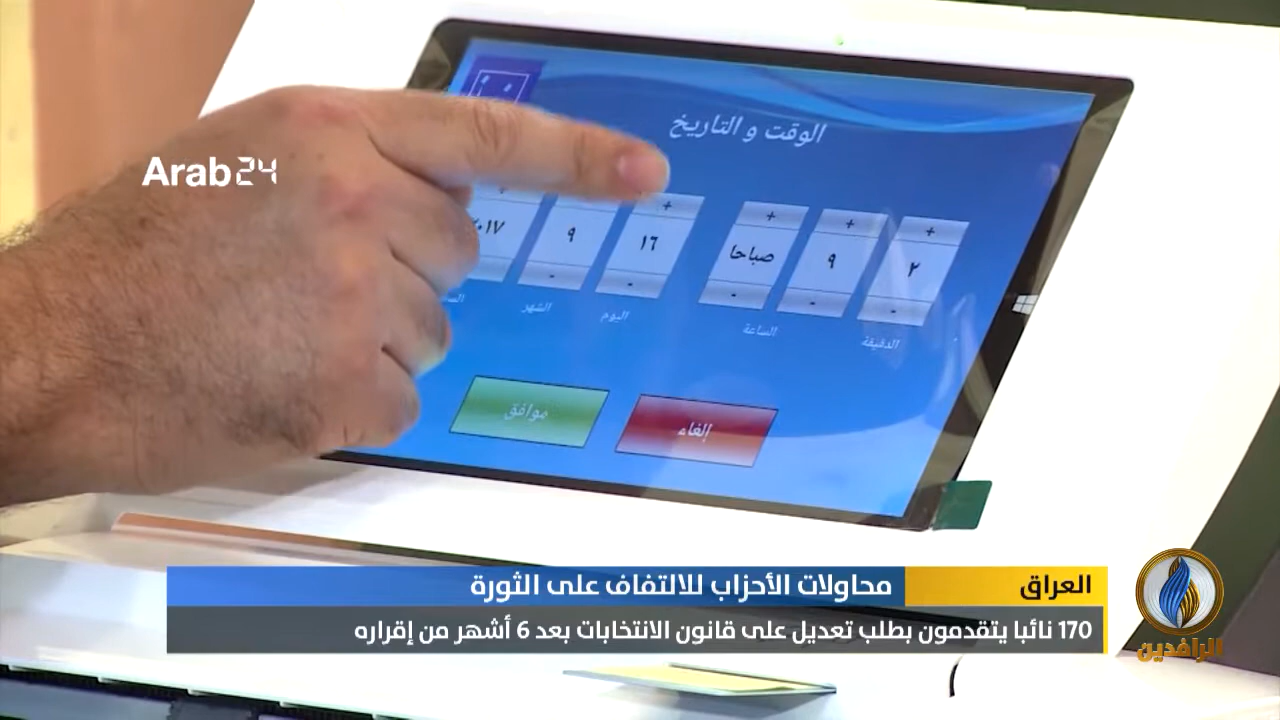 الوقت و التاريخ
+ + + +
٢ ٩ صباحا ١٦ ٩
- - - - -
الدقيقة الساعة اليوم الشهر
إلغاء موافق
Arab24
العراق محاولات الأحزاب للالتفاف على الثورة
170 نائبا يتقدمون بطلب تعديل على قانون الانتخابات بعد 6 أشهر من إقراره
الرافدين